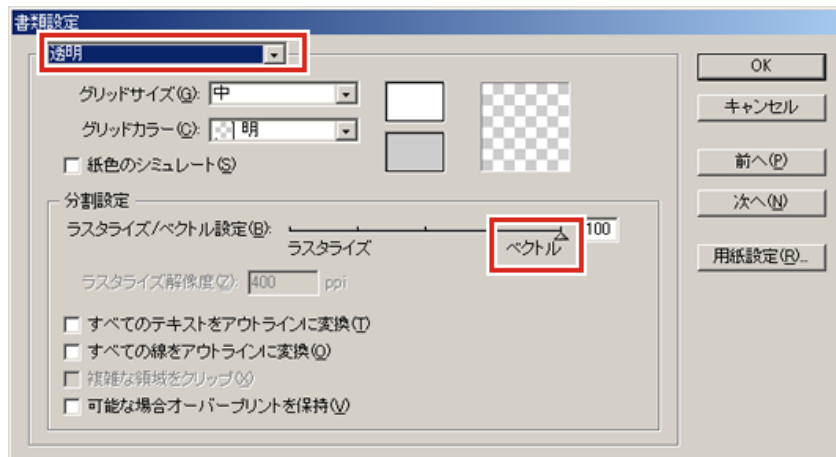 書類設定
透明
OK
グリッドサイズ(G): 中
キャンセル
グリッドカラー(C): 明
紙色のシミュレート(S)
前へ(P)
分割設定
次へ(N)
ラスタライズ/ベクトル設定(B): 100
ラスタライズ ベクトル
用紙設定(R)...
ラスタライズ解像度(Z): 400 ppi
すべてのテキストをアウトラインに変換(T)
すべての線をアウトラインに変換(O)
複雑な領域をクリップ(X)
可能な場合オーバープリントを保持(V)